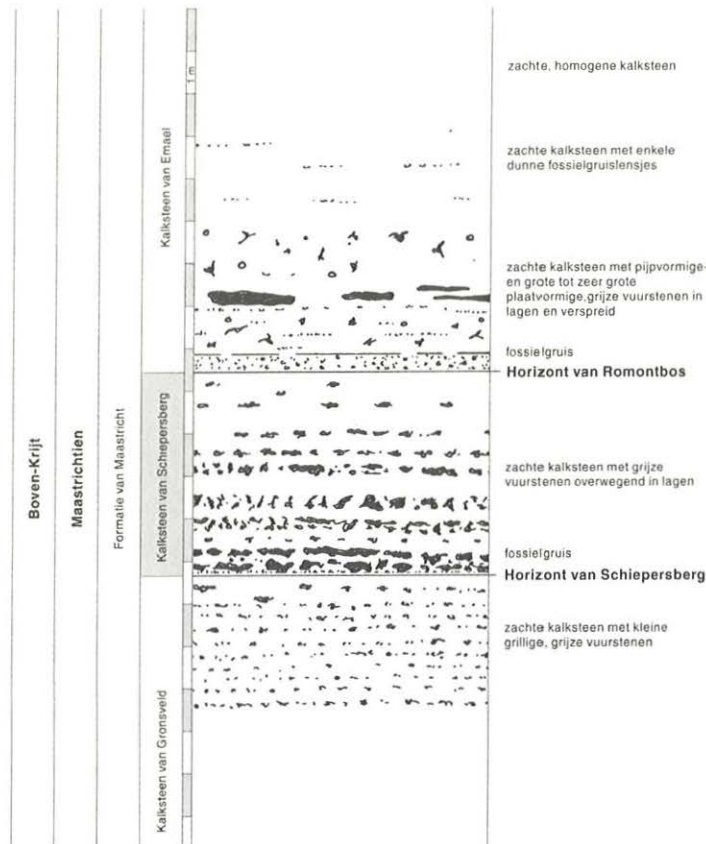 Boven-Krijt
Maastrichtien
Formatie van Maastricht
Kalksteen van Emael
Kalksteen van Schiepersberg
Kalksteen van Gronsveld
1 m
zachte, homogene kalksteen
zachte kalksteen met enkele
dunne fossielgruislensjes
zachte kalksteen met pijpvormige-
en grote tot zeer grote
plaatvormige,grijze vuurstenen in
lagen en verspreid
fossielgruis
Horizont van Romontbos
zachte kalksteen met grijze
vuurstenen overwegend in lagen
fossielgruis
Horizont van Schiepersberg
zachte kalksteen met kleine
grillige, grijze vuurstenen